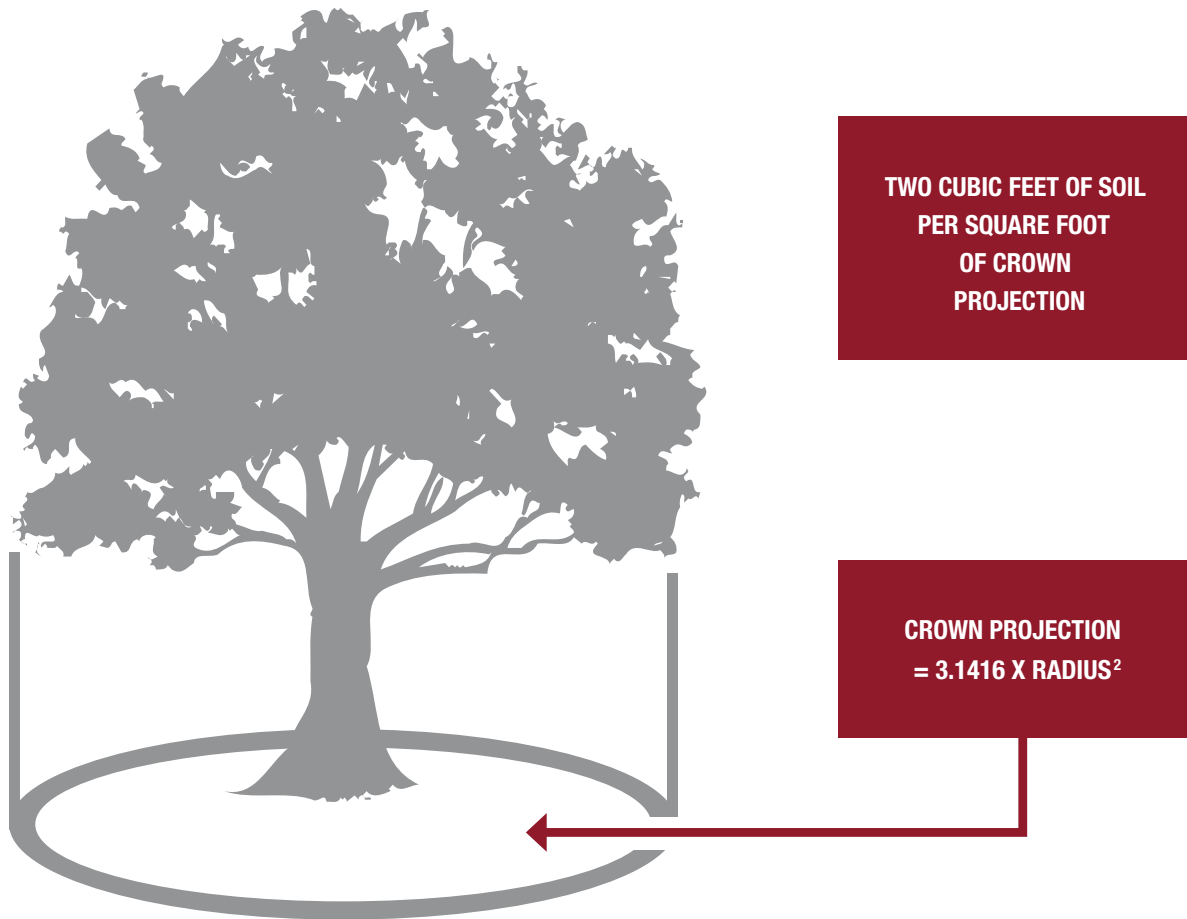 TWO CUBIC FEET OF SOIL
PER SQUARE FOOT
OF CROWN
PROJECTION
CROWN PROJECTION
= 3.1416 X RADIUS²